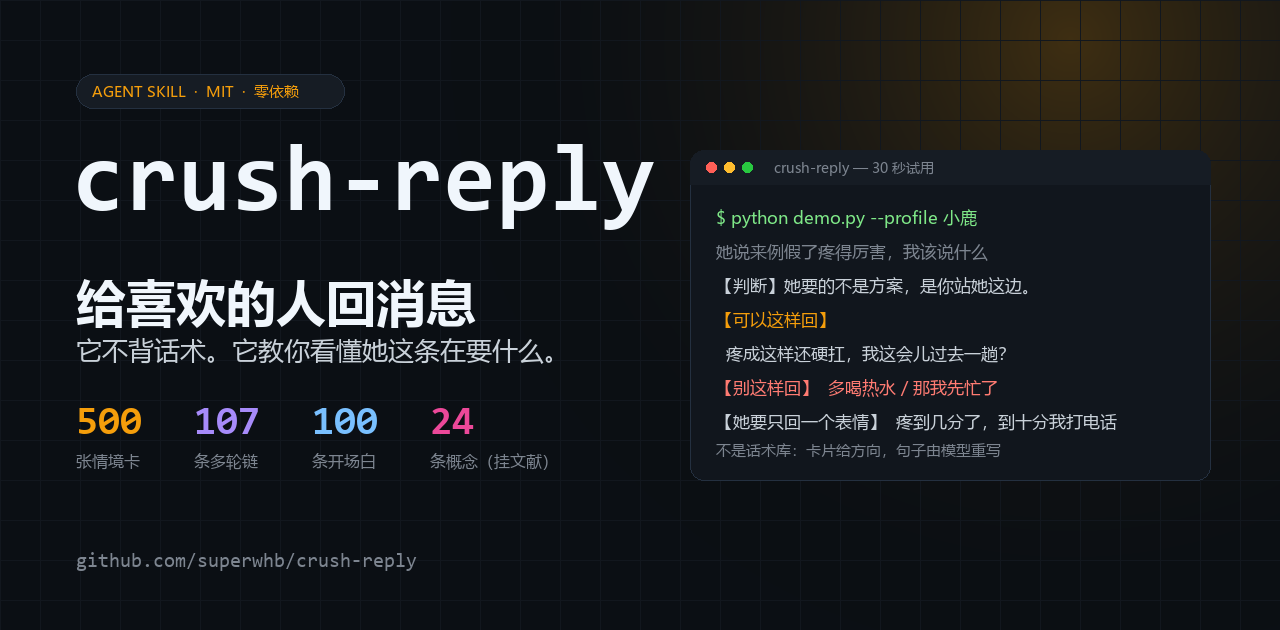 AGENT SKILL · MIT · 零依赖
crush-reply
给喜欢的人回消息
它不背话术。它教你看懂她这条在要什么。
500 107 100 24
张情境卡 条多轮链 条开场白 条概念（挂文献）
github.com/superwhb/crush-reply
crush-reply — 30 秒试用
$ python demo.py --profile 小鹿
她说来例假了疼得厉害，我该说什么
【判断】她要的不是方案，是你站她这边。
【可以这样回】
疼成这样还硬扛，我这会儿过去一趟？
【别这样回】 多喝热水 / 那我先忙了
【她要只回一个表情】 疼到几分了，到十分我打电话
不是话术库：卡片给方向，句子由模型重写